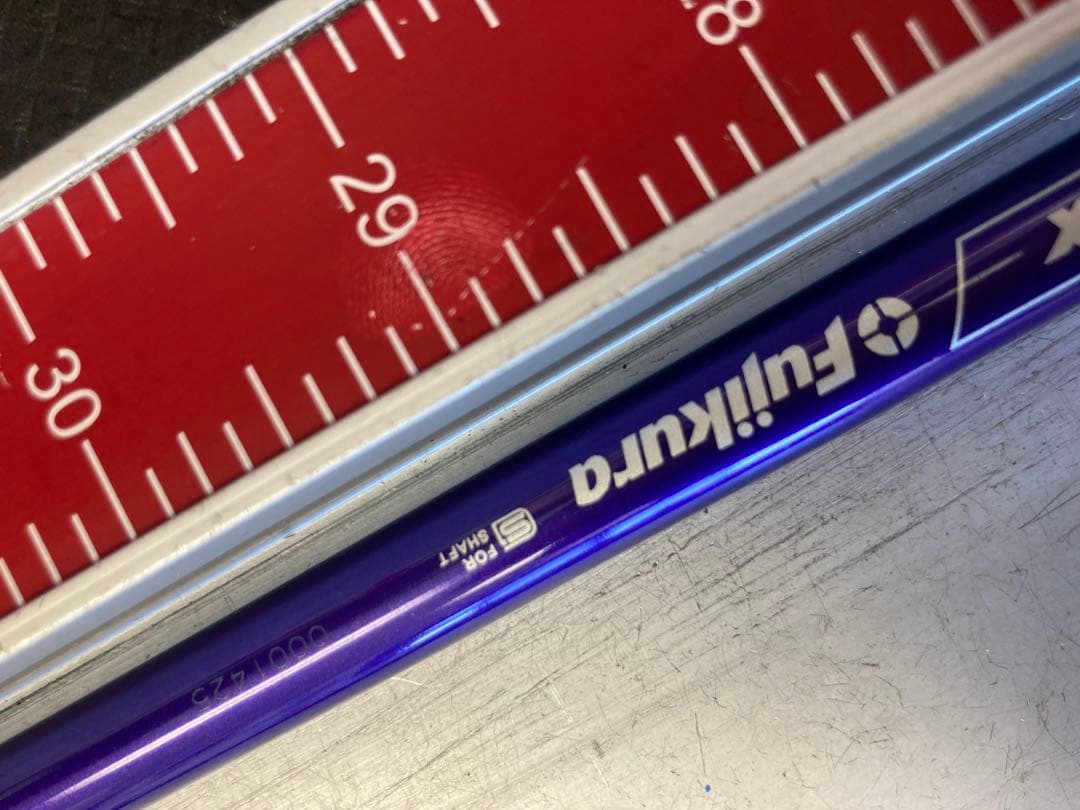 28
29
30
X
Fujikura
S FOR
SHAFT
0001425